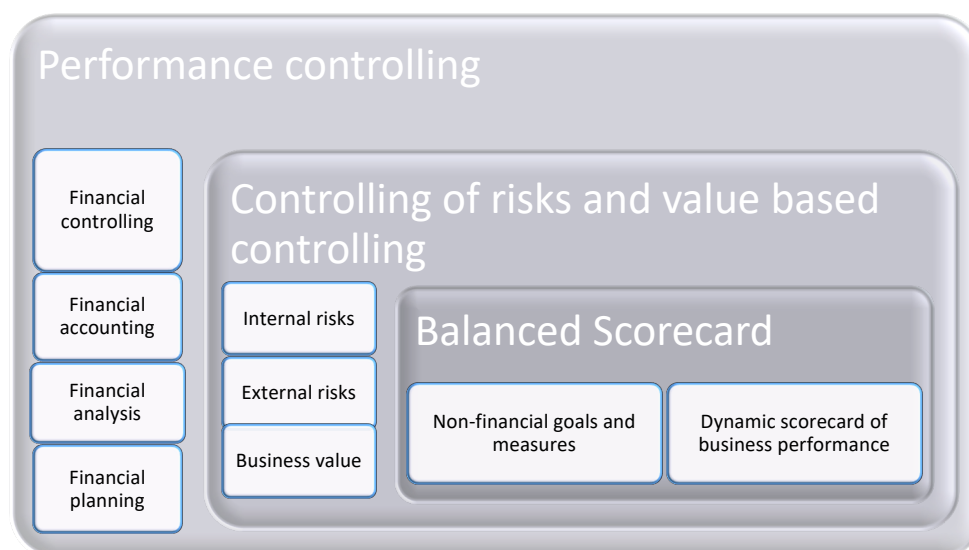 Performance controlling
Financial
controlling
Financial
accounting
Financial
analysis
Financial
planning
Controlling of risks and value based
controlling
Internal risks
External risks
Business value
Balanced Scorecard
Non-financial goals and
measures
Dynamic scorecard of
business performance